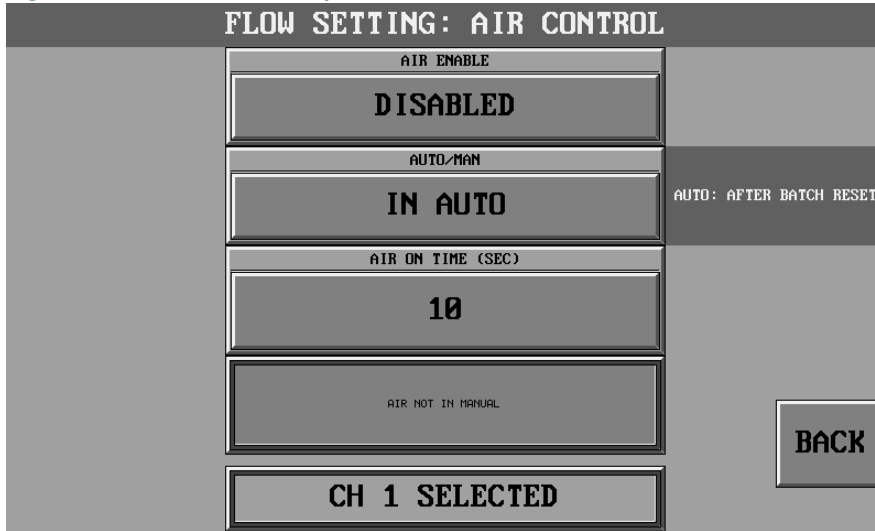 FLOW SETTING: AIR CONTROL
AIR ENABLE
DISABLED
AUTO/MAN
IN AUTO
AUTO: AFTER BATCH RESET
AIR ON TIME (SEC)
10
AIR NOT IN MANUAL
BACK
CH 1 SELECTED